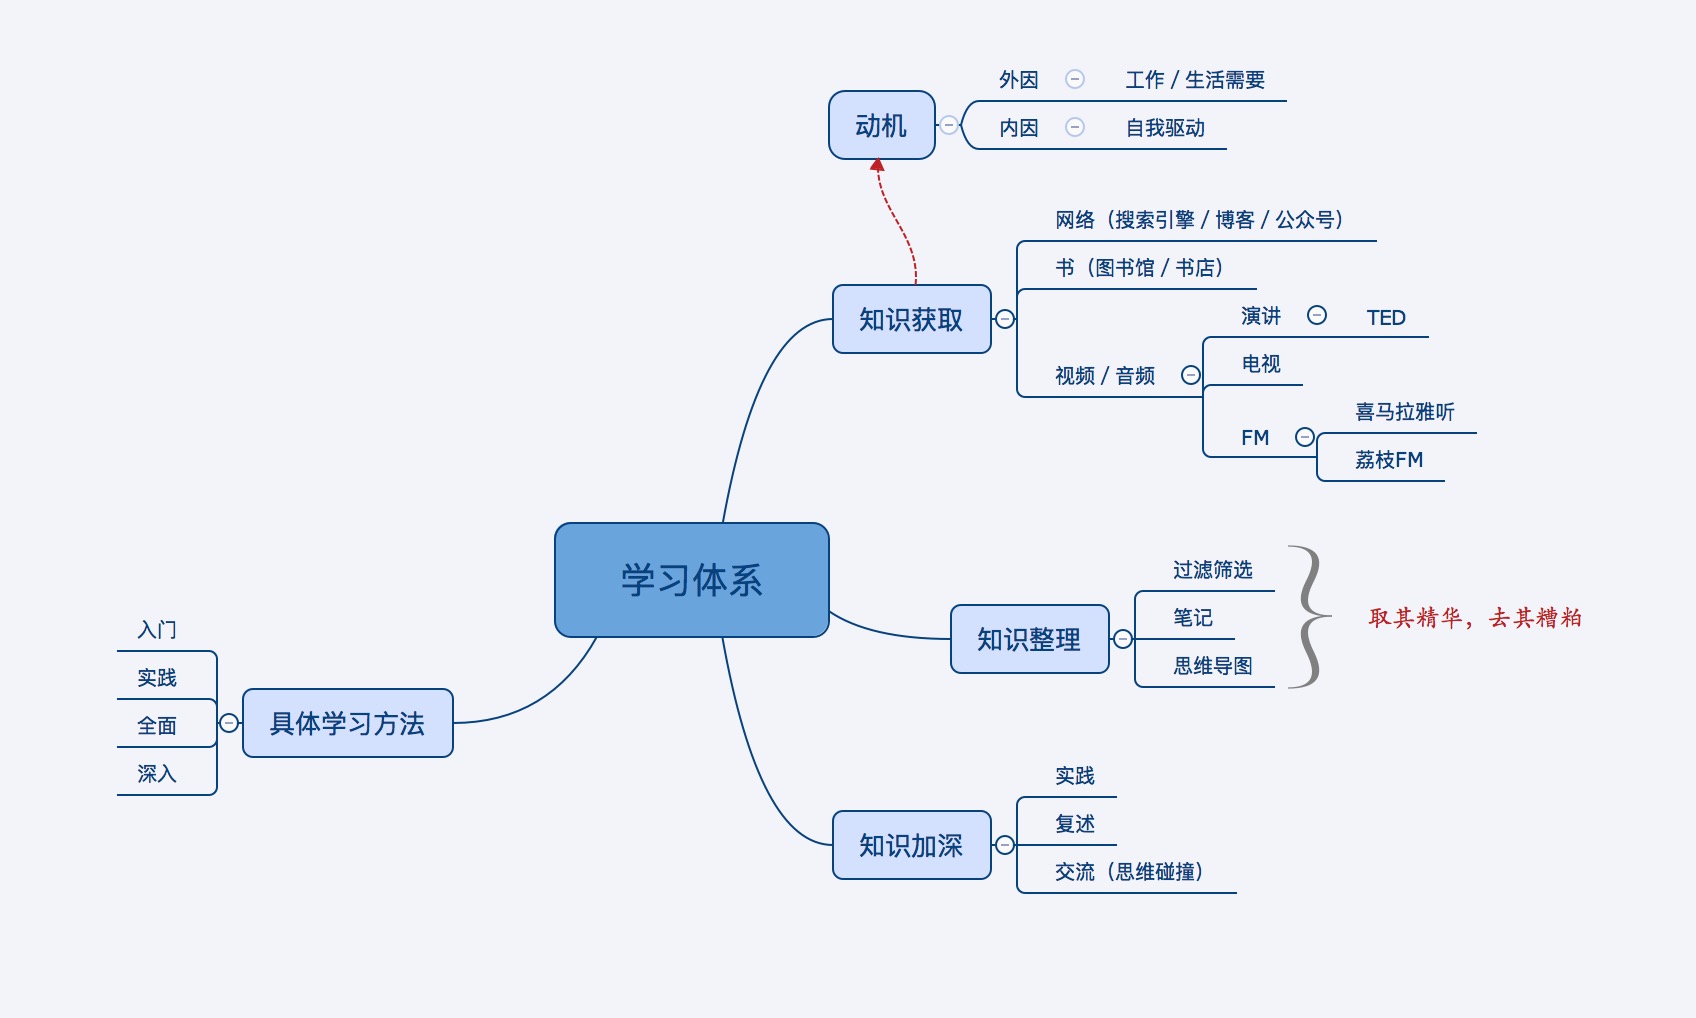 动机
外因
工作 / 生活需要
内因
自我驱动
知识获取
网络（搜索引擎 / 博客 / 公众号）
书（图书馆 / 书店）
视频 / 音频
演讲
TED
电视
FM
喜马拉雅听
荔枝FM
学习体系
知识整理
过滤筛选
笔记
思维导图
取其精华，去其糟粕
具体学习方法
入门
实践
全面
深入
知识加深
实践
复述
交流（思维碰撞）